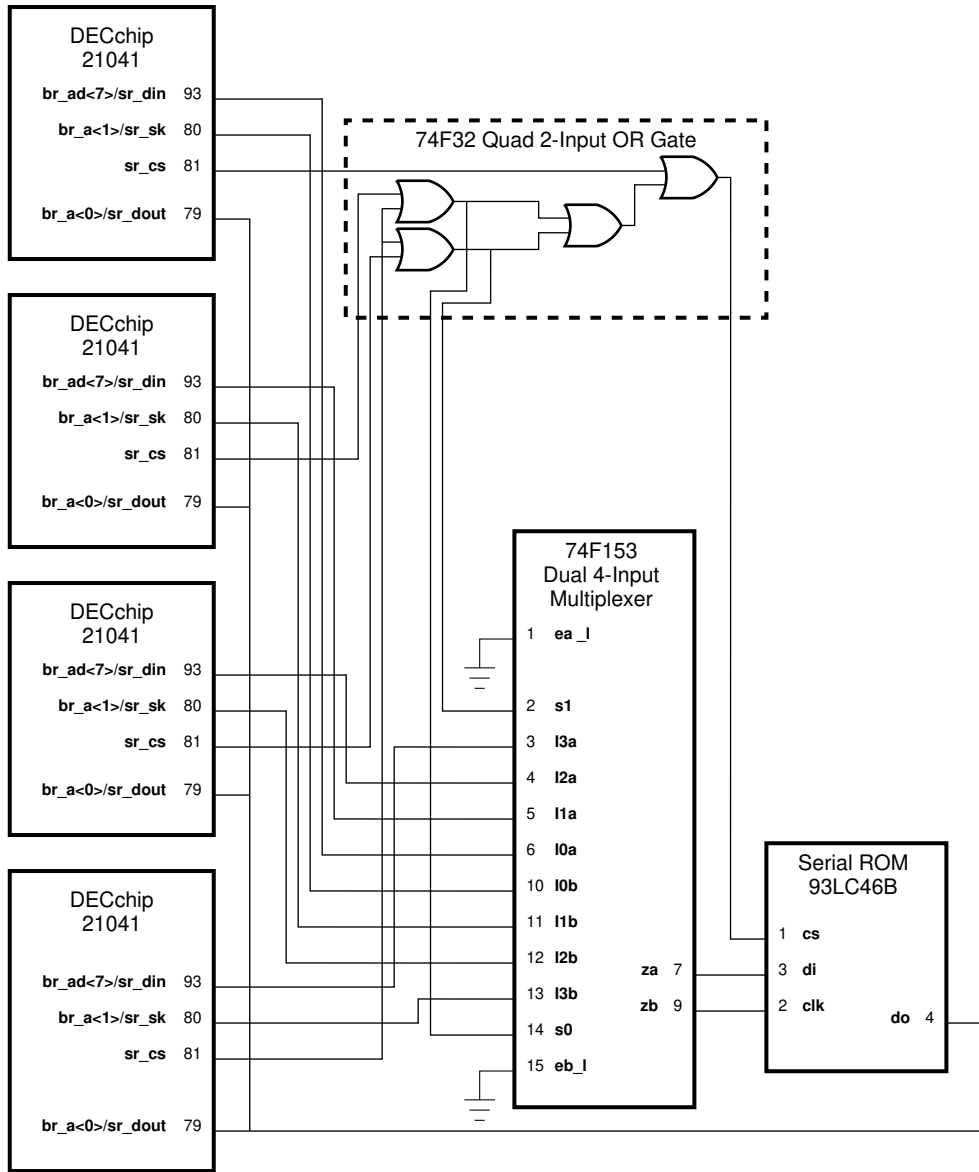 DECchip
21041
br_ad<7>/sr_din 93
br_a<1>/sr_sk 80
sr_cs 81
br_a<0>/sr_dout 79
74F32 Quad 2-Input OR Gate
DECchip
21041
br_ad<7>/sr_din 93
br_a<1>/sr_sk 80
sr_cs 81
br_a<0>/sr_dout 79
DECchip
21041
br_ad<7>/sr_din 93
br_a<1>/sr_sk 80
sr_cs 81
br_a<0>/sr_dout 79
DECchip
21041
br_ad<7>/sr_din 93
br_a<1>/sr_sk 80
sr_cs 81
br_a<0>/sr_dout 79
74F153
Dual 4-Input
Multiplexer
1 ea _l
2 s1
3 I3a
4 I2a
5 I1a
6 I0a
10 I0b
11 I1b
12 I2b
13 I3b
14 s0
15 eb_l
za 7
zb 9
Serial ROM
93LC46B
1 cs
3 di
2 clk
do 4